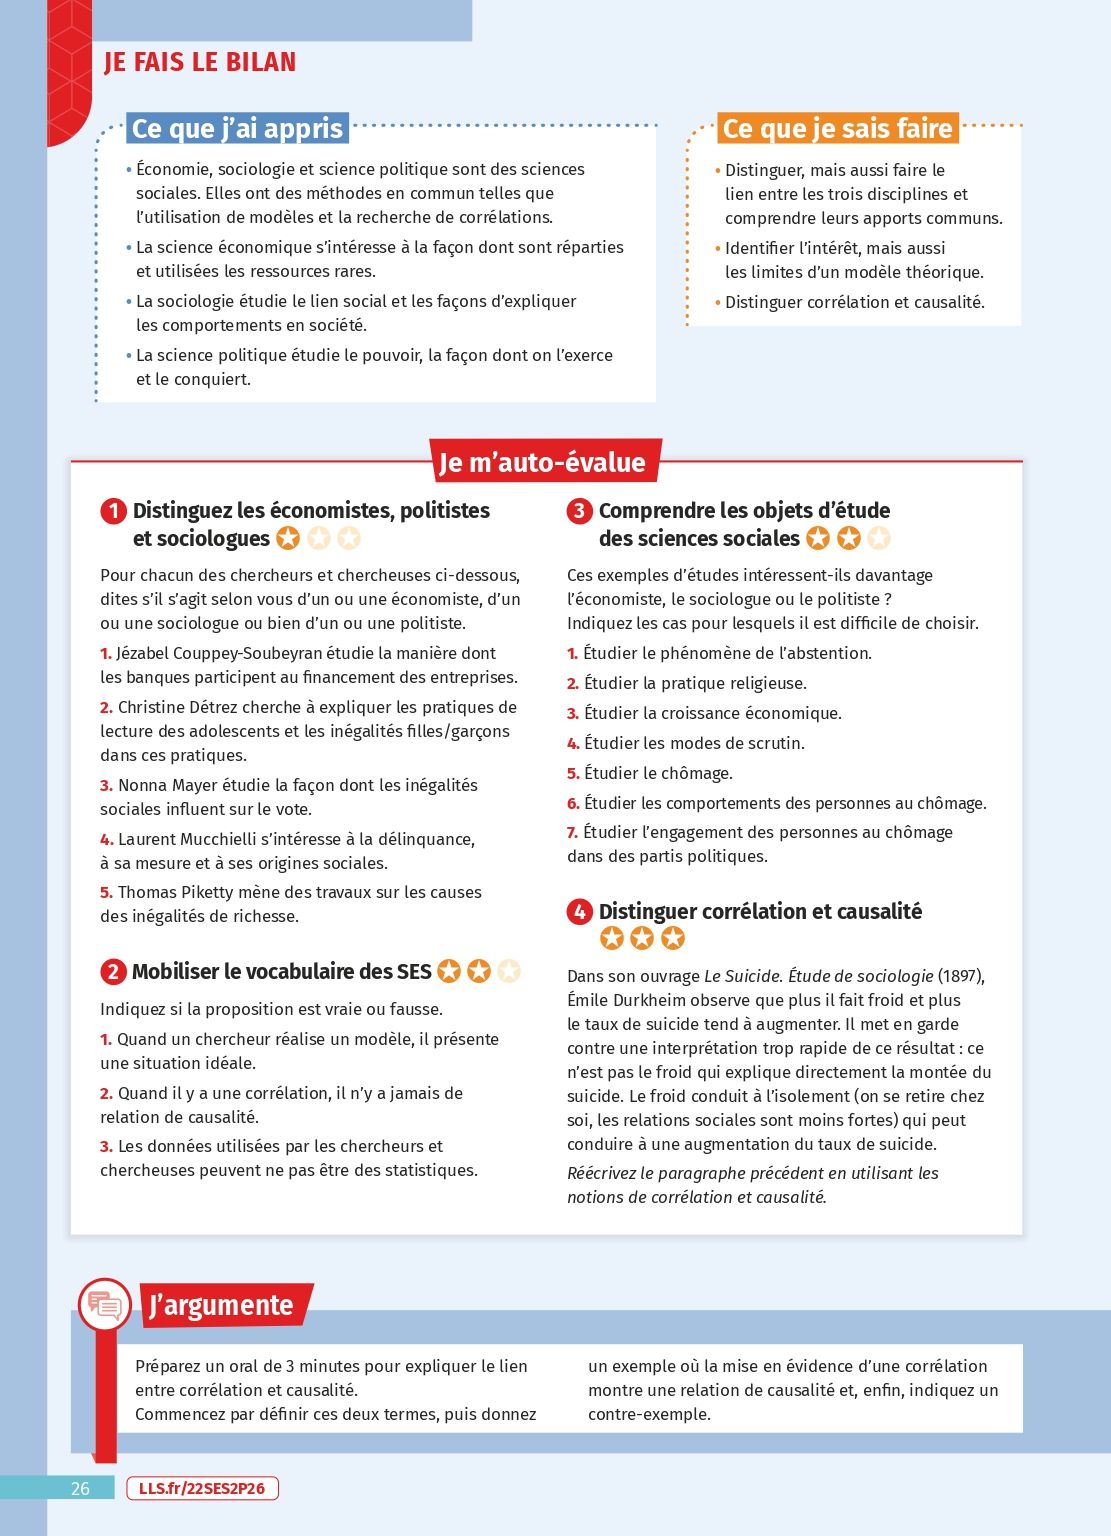 JE FAIS LE BILAN
Ce que j’ai appris
• Économie, sociologie et science politique sont des sciences
sociales. Elles ont des méthodes en commun telles que
l’utilisation de modèles et la recherche de corrélations.
• La science économique s’intéresse à la façon dont sont réparties
et utilisées les ressources rares.
• La sociologie étudie le lien social et les façons d’expliquer
les comportements en société.
• La science politique étudie le pouvoir, la façon dont on l’exerce
et le conquiert.
Ce que je sais faire
• Distinguer, mais aussi faire le
lien entre les trois disciplines et
comprendre leurs apports communs.
• Identifier l’intérêt, mais aussi
les limites d’un modèle théorique.
• Distinguer corrélation et causalité.
Je m’auto-évalue
1 Distinguez les économistes, politistes
et sociologues
Pour chacun des chercheurs et chercheuses ci-dessous,
dites s’il s’agit selon vous d’un ou une économiste, d’un
ou une sociologue ou bien d’un ou une politiste.
1. Jézabel Couppey-Soubeyran étudie la manière dont
les banques participent au financement des entreprises.
2. Christine Détrez cherche à expliquer les pratiques de
lecture des adolescents et les inégalités filles/garçons
dans ces pratiques.
3. Nonna Mayer étudie la façon dont les inégalités
sociales influent sur le vote.
4. Laurent Mucchielli s’intéresse à la délinquance,
à sa mesure et à ses origines sociales.
5. Thomas Piketty mène des travaux sur les causes
des inégalités de richesse.
2 Mobiliser le vocabulaire des SES
Indiquez si la proposition est vraie ou fausse.
1. Quand un chercheur réalise un modèle, il présente
une situation idéale.
2. Quand il y a une corrélation, il n’y a jamais de
relation de causalité.
3. Les données utilisées par les chercheurs et
chercheuses peuvent ne pas être des statistiques.
3 Comprendre les objets d’étude
des sciences sociales
Ces exemples d’études intéressent-ils davantage
l’économiste, le sociologue ou le politiste ?
Indiquez les cas pour lesquels il est difficile de choisir.
1. Étudier le phénomène de l’abstention.
2. Étudier la pratique religieuse.
3. Étudier la croissance économique.
4. Étudier les modes de scrutin.
5. Étudier le chômage.
6. Étudier les comportements des personnes au chômage.
7. Étudier l’engagement des personnes au chômage
dans des partis politiques.
4 Distinguer corrélation et causalité
Dans son ouvrage Le Suicide. Étude de sociologie (1897),
Émile Durkheim observe que plus il fait froid et plus
le taux de suicide tend à augmenter. Il met en garde
contre une interprétation trop rapide de ce résultat : ce
n’est pas le froid qui explique directement la montée du
suicide. Le froid conduit à l’isolement (on se retire chez
soi, les relations sociales sont moins fortes) qui peut
conduire à une augmentation du taux de suicide.
Réécrivez le paragraphe précédent en utilisant les
notions de corrélation et causalité.
J’argumente
Préparez un oral de 3 minutes pour expliquer le lien
entre corrélation et causalité.
Commencez par définir ces deux termes, puis donnez
un exemple où la mise en évidence d’une corrélation
montre une relation de causalité et, enfin, indiquez un
contre-exemple.
26
LLS.fr/22SES2P26